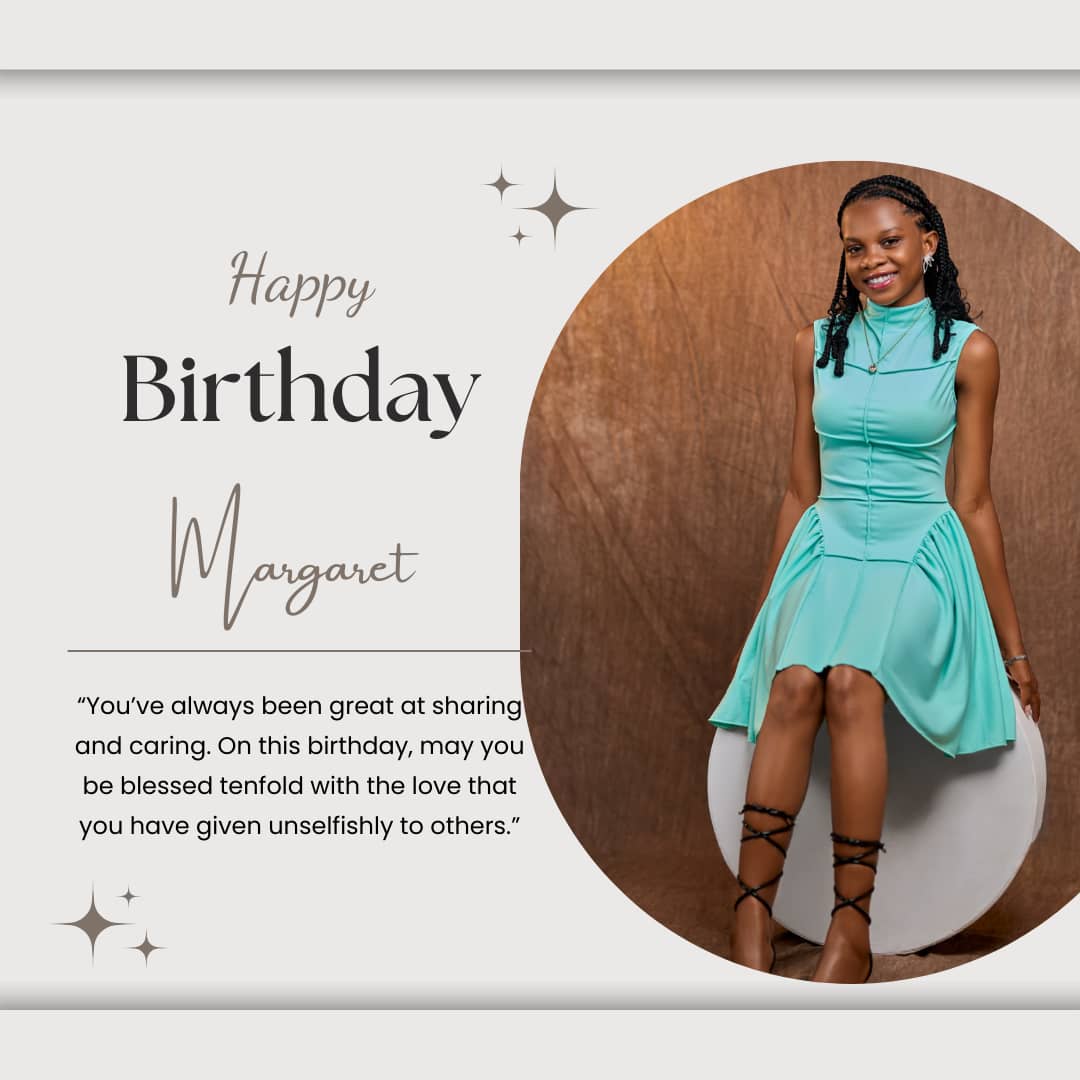 Happy
Birthday
Margaret
“You’ve always been great at sharing
and caring. On this birthday, may you
be blessed tenfold with the love that
you have given unselfishly to others.”